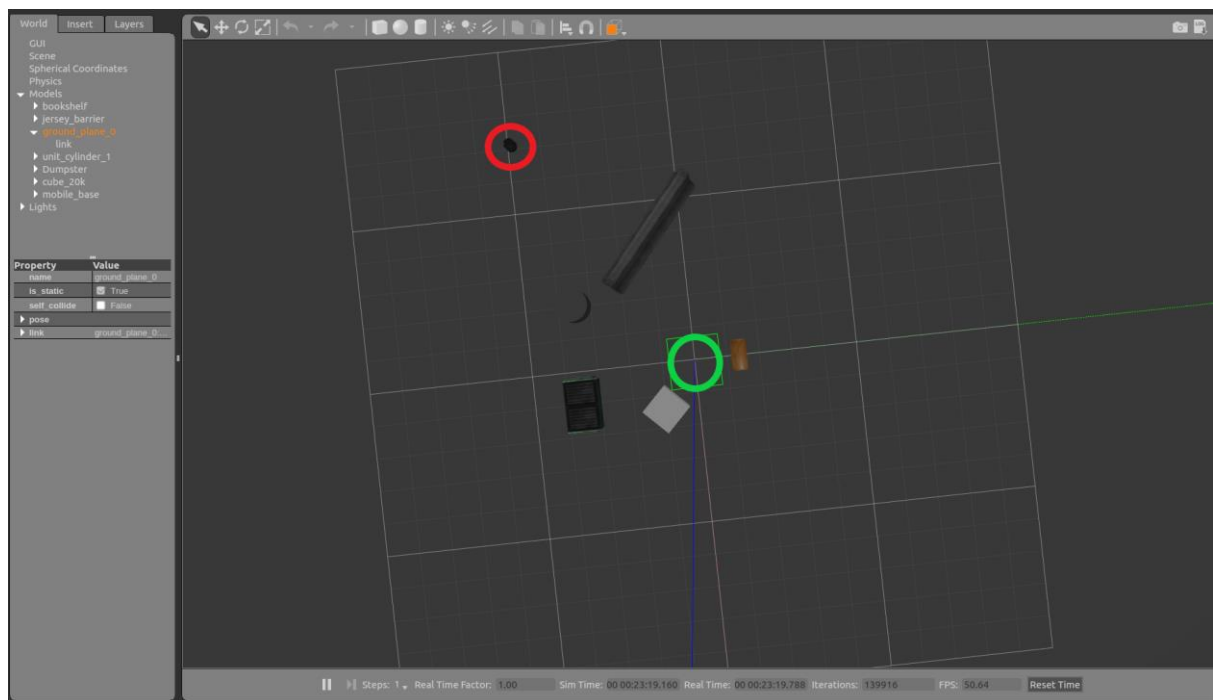 World Insert Layers
GUI
Scene
Spherical Coordinates
Physics
Models
bookshelf
jersey_barrier
ground_plane_0
link
unit_cylinder_1
Dumpster
cube_20k
mobile_base
Lights
Property Value
name ground_plane_0
is_static True
self_collide False
pose
link ground_plane_0:...
Steps: 1 Real Time Factor: 1.00 Sim Time: 00 00:23:19.160 Real Time: 00 00:23:19.788 Iterations: 139916 FPS: 50.64 Reset Time